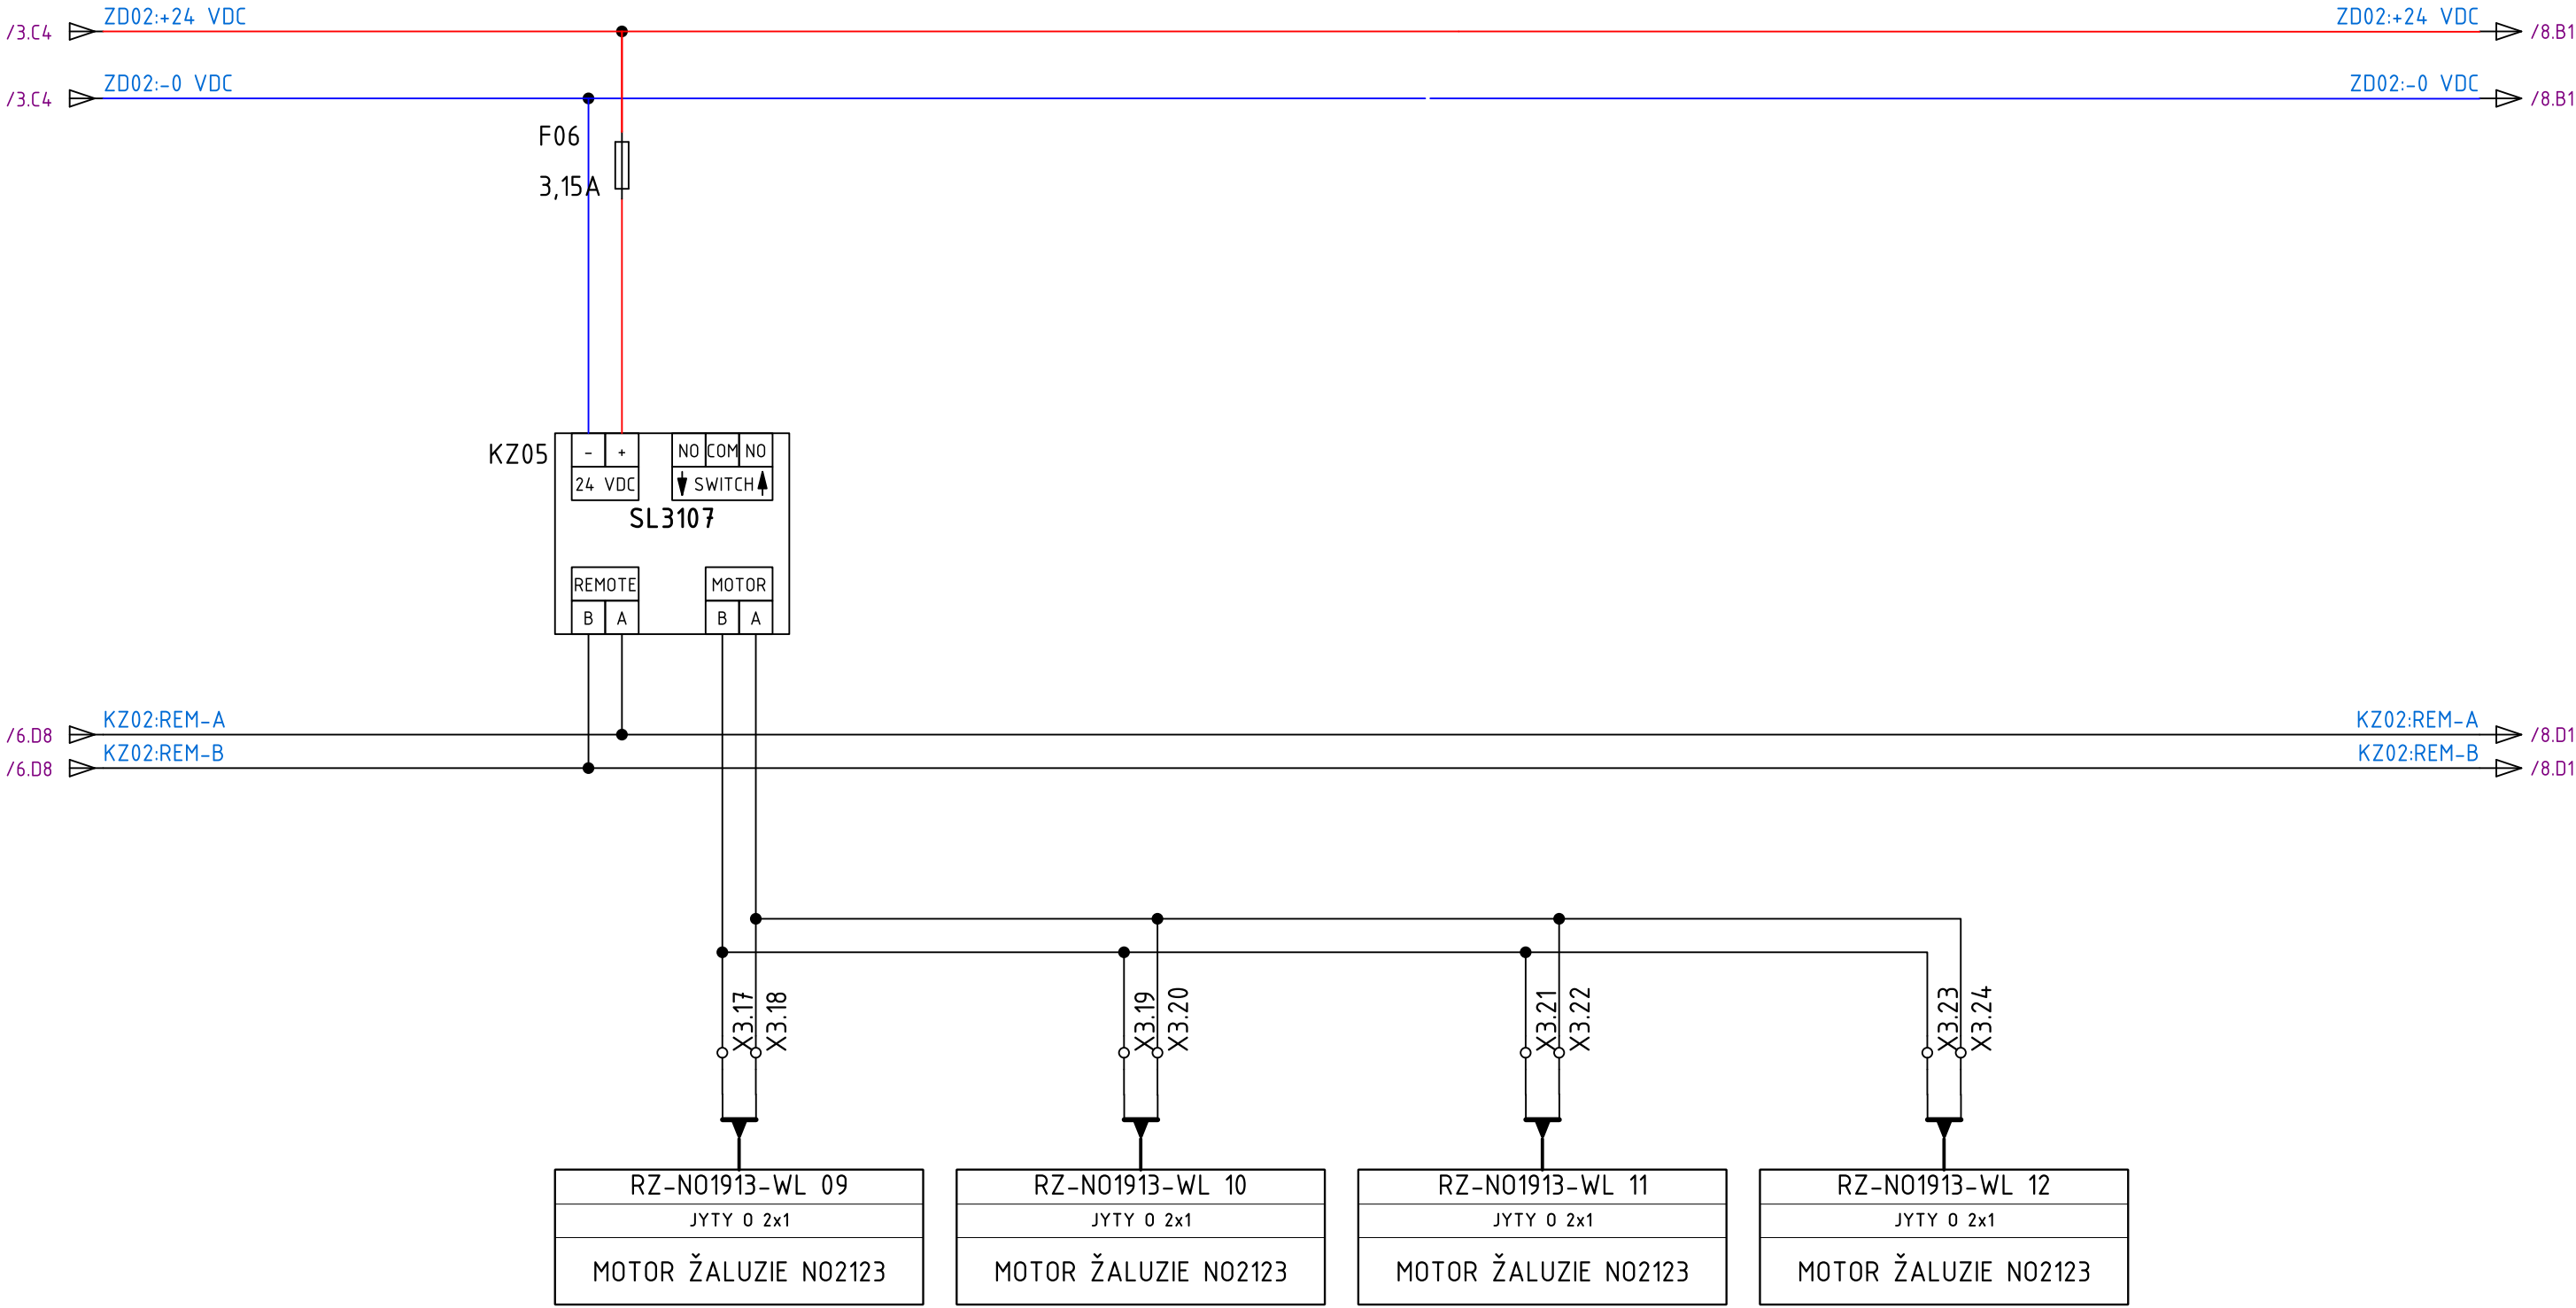 ZD02:+24 VDC
ZD02:+24 VDC
/3.C4
/8.B1
ZD02:-0 VDC
ZD02:-0 VDC
/3.C4
/8.B1
F06
3,15A
KZ05
- + NO COM NO
24 VDC SWITCH
SL3107
REMOTE MOTOR
B A B A
KZ02:REM-A
KZ02:REM-A
/6.D8
/8.D1
KZ02:REM-B
KZ02:REM-B
/6.D8
/8.D1
X3.17
X3.18
X3.19
X3.20
X3.21
X3.22
X3.23
X3.24
RZ-NO1913-WL 09
JYTY O 2x1
MOTOR ŽALUZIE NO2123
RZ-NO1913-WL 10
JYTY O 2x1
MOTOR ŽALUZIE NO2123
RZ-NO1913-WL 11
JYTY O 2x1
MOTOR ŽALUZIE NO2123
RZ-NO1913-WL 12
JYTY O 2x1
MOTOR ŽALUZIE NO2123